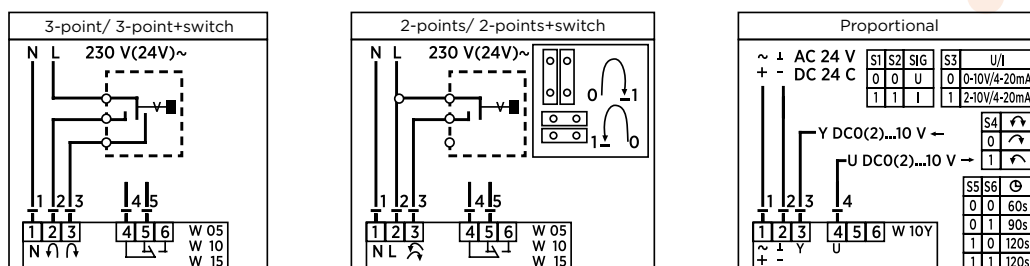 3-point/ 3-point+switch
N L 230 V(24V)~
1 2 3 4 5
1 2 3 4 5 6 W 05
N W 10
W 15
2-points/ 2-points+switch
N L 230 V(24V)~
0 1
1 0
1 2 3 4 5
1 2 3 4 5 6 W 05
N L W 10
W 15
Proportional
~ ⊥ AC 24 V
+ - DC 24 C
S1 S2 SIG
0 0 U
1 1 I
S3 U/I
0 0-10V/4-20mA
1 2-10V/4-20mA
Y DC0(2)...10 V ←
U DC0(2)...10 V →
S4
0
1
S5 S6
0 0 60s
0 1 90s
1 0 120s
1 1 120s
1 2 3 4
1 2 3 4 5 6 W 10Y
~ ⊥ Y U
+ -